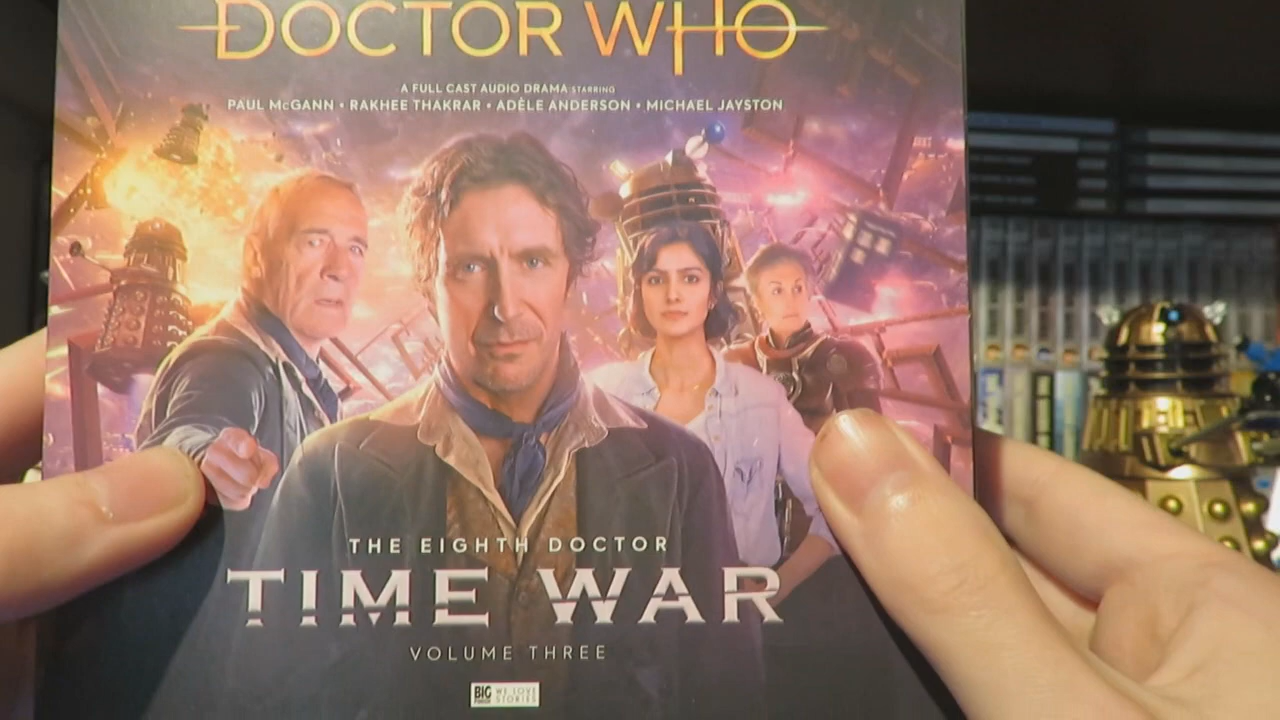 DOCTOR WHO
A FULL CAST AUDIO DRAMA STARRING
PAUL McGANN • RAKHEE THAKRAR • ADÈLE ANDERSON • MICHAEL JAYSTON
THE EIGHTH DOCTOR
TIME WAR
VOLUME THREE
BIG FINISH WE LOVE STORIES